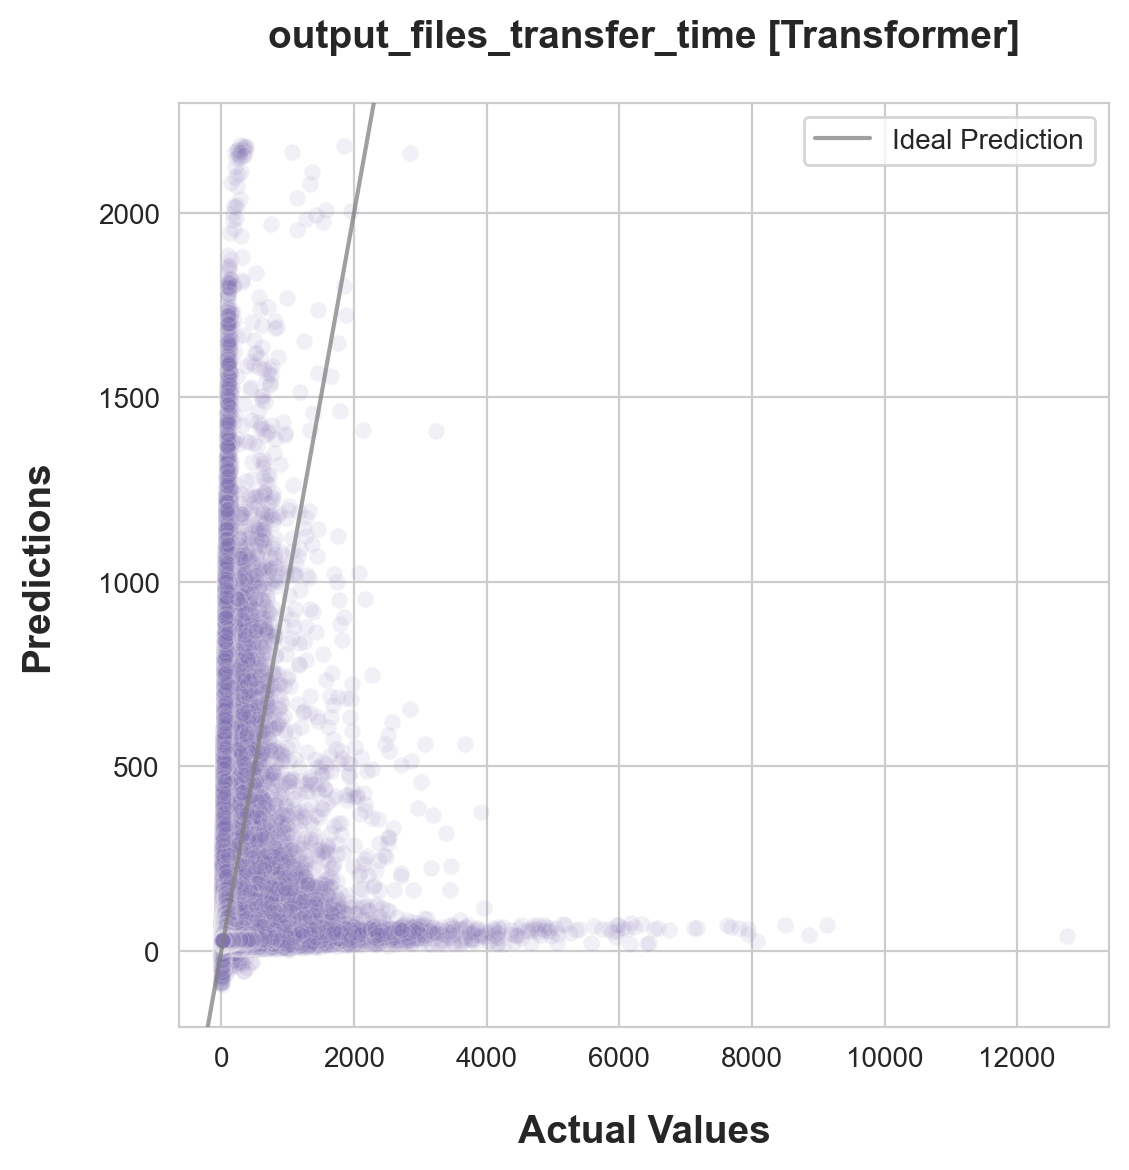 output_files_transfer_time [Transformer]
Ideal Prediction
2000
1500
1000
500
0
Predictions
0 2000 4000 6000 8000 10000 12000
Actual Values